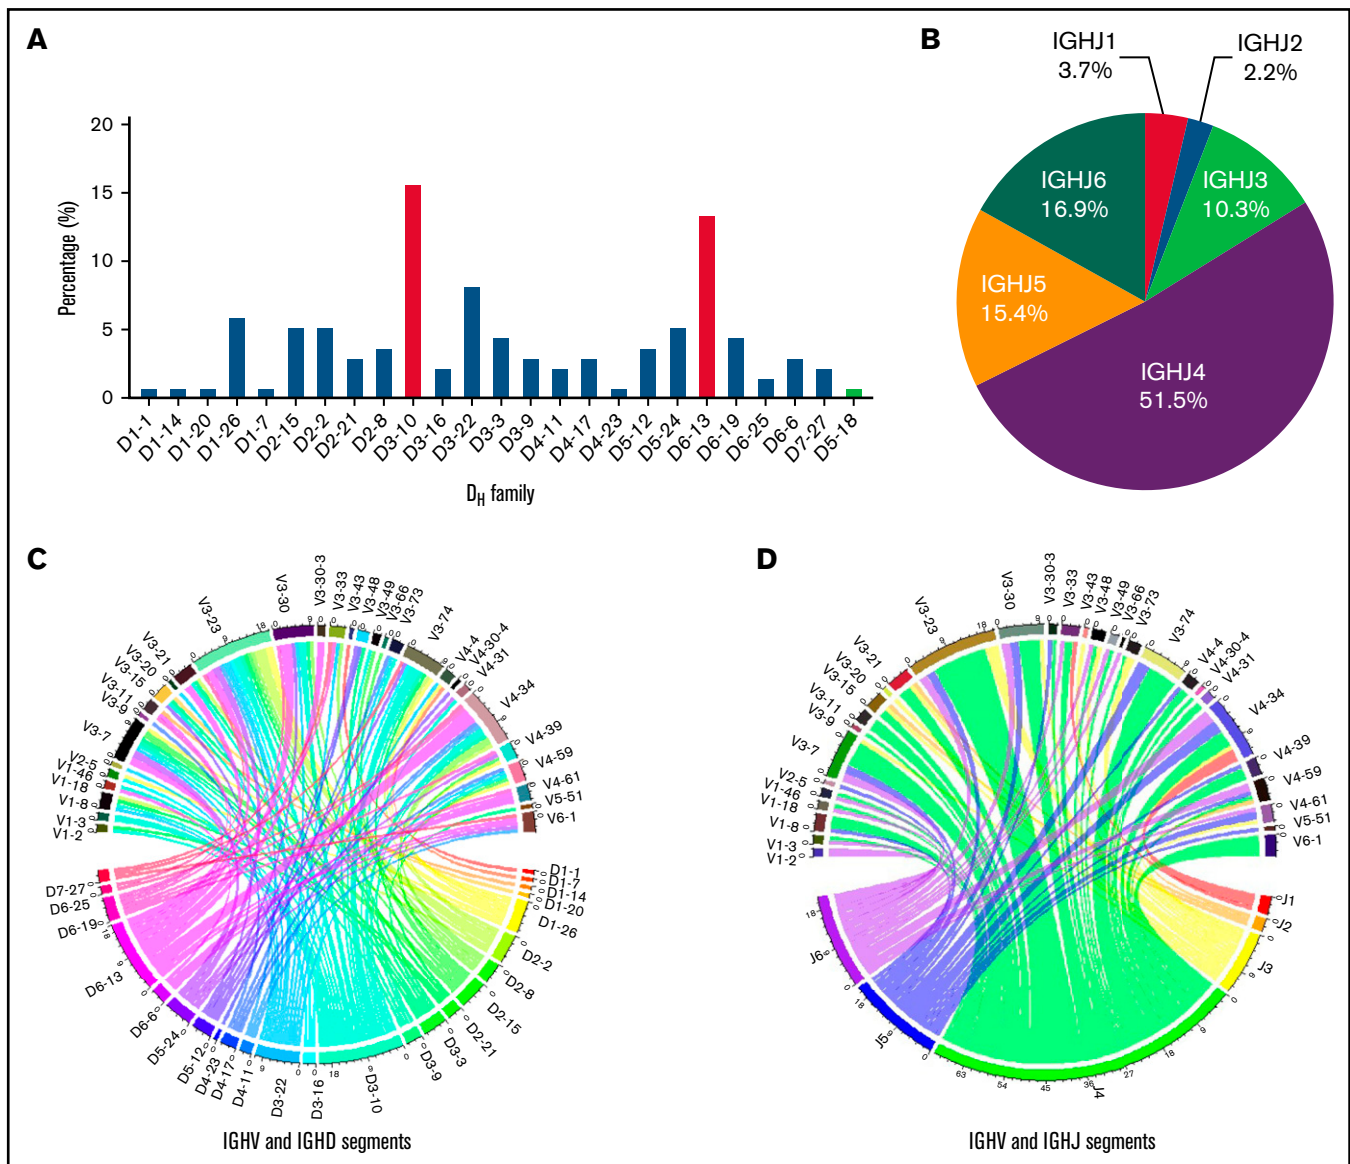 A
Percentage (%)
20
15
10
5
0
D1-1
D1-14
D1-20
D1-26
D1-7
D2-15
D2-2
D2-21
D2-8
D3-10
D3-16
D3-22
D3-3
D3-9
D4-11
D4-17
D4-23
D5-12
D5-24
D6-13
D6-19
D6-25
D6-6
D7-27
D5-18
DH family
B
IGHJ1
3.7%
IGHJ2
2.2%
IGHJ3
10.3%
IGHJ4
51.5%
IGHJ5
15.4%
IGHJ6
16.9%
C
V1-2
V1-3
V1-8
V1-18
V1-46
V2-5
V3-7
V3-9
V3-11
V3-15
V3-20
V3-21
V3-23
V3-30
V3-30-3
V3-33
V3-43
V3-48
V3-49
V3-66
V3-73
V3-74
V4-4
V4-30-4
V4-31
V4-34
V4-39
V4-59
V4-61
V5-51
V6-1
D1-1
D1-7
D1-14
D1-20
D1-26
D2-2
D2-8
D2-15
D2-21
D3-3
D3-9
D3-10
D3-16
D3-22
D4-11
D4-17
D4-23
D5-12
D5-24
D6-6
D6-13
D6-19
D6-25
D7-27
IGHV and IGHD segments
D
V1-2
V1-3
V1-8
V1-18
V1-46
V2-5
V3-7
V3-9
V3-11
V3-15
V3-20
V3-21
V3-23
V3-30
V3-30-3
V3-33
V3-43
V3-48
V3-49
V3-66
V3-73
V3-74
V4-4
V4-30-4
V4-31
V4-34
V4-39
V4-59
V4-61
V5-51
V6-1
J1
J2
J3
J4
J5
J6
9
18
27
36
45
54
63
IGHV and IGHJ segments